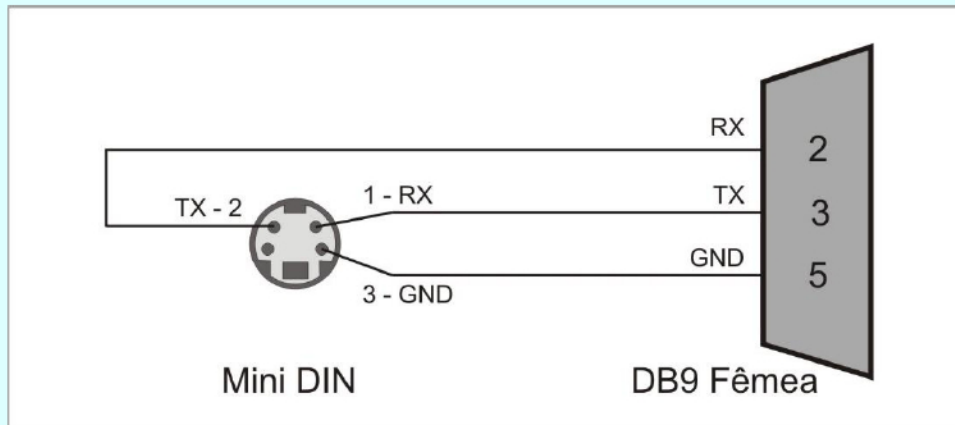 RX
2
TX - 2
1 - RX
TX
3
GND
5
3 - GND
Mini DIN
DB9 Fêmea